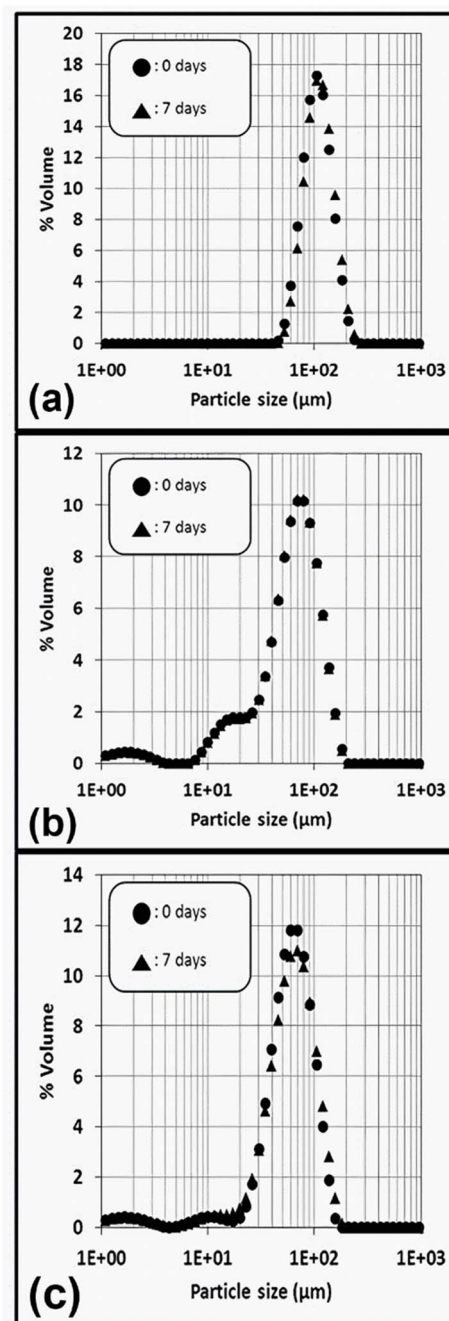 20
18
16
14
12
10
8
6
4
2
0
% Volume
: 0 days
: 7 days
1E+00 1E+01 1E+02 1E+03
Particle size (μm)
(a)
12
10
8
6
4
2
0
% Volume
: 0 days
: 7 days
1E+00 1E+01 1E+02 1E+03
Particle size (μm)
(b)
14
12
10
8
6
4
2
0
% Volume
: 0 days
: 7 days
1E+00 1E+01 1E+02 1E+03
Particle size (μm)
(c)